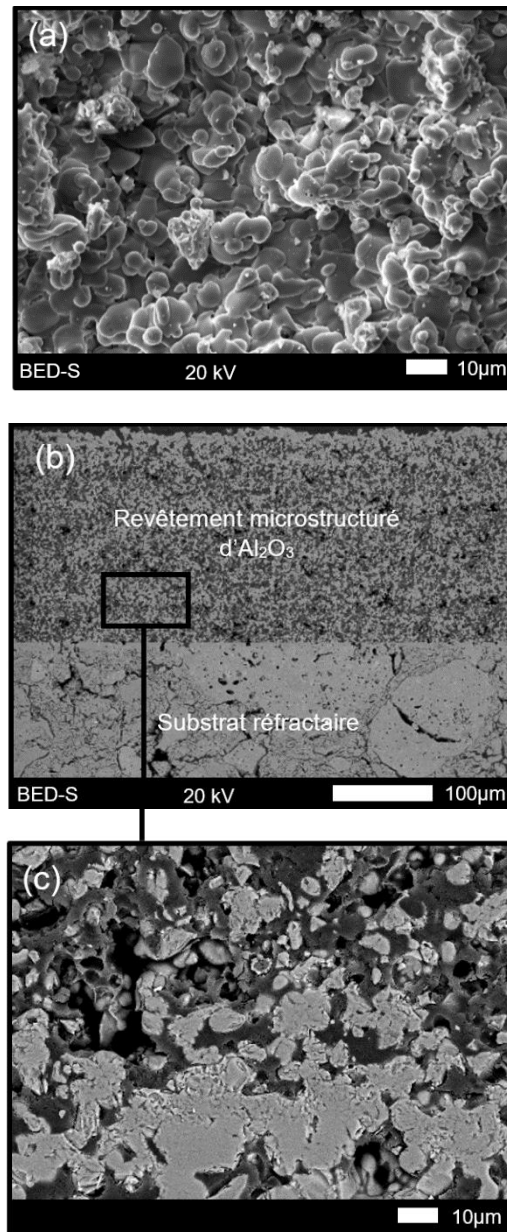 (a)
BED-S 20 kV 10µm
(b)
Revêtement microstructuré
d'Al₂O₃
Substrat réfractaire
BED-S 20 kV 100µm
(c)
10µm